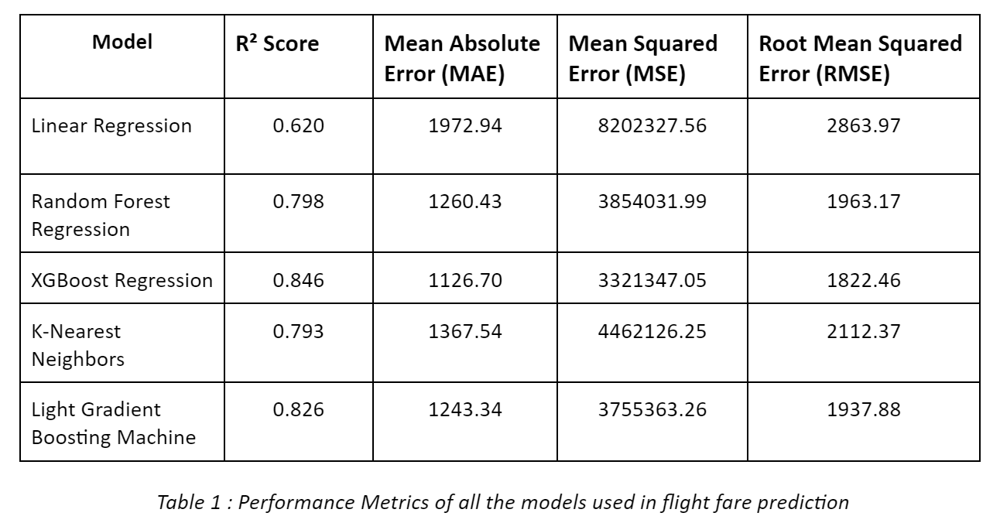 Model
R² Score
Mean Absolute
Error (MAE)
Mean Squared
Error (MSE)
Root Mean Squared
Error (RMSE)
Linear Regression
0.620
1972.94
8202327.56
2863.97
Random Forest
Regression
0.798
1260.43
3854031.99
1963.17
XGBoost Regression
0.846
1126.70
3321347.05
1822.46
K-Nearest
Neighbors
0.793
1367.54
4462126.25
2112.37
Light Gradient
Boosting Machine
0.826
1243.34
3755363.26
1937.88
Table 1 : Performance Metrics of all the models used in flight fare prediction